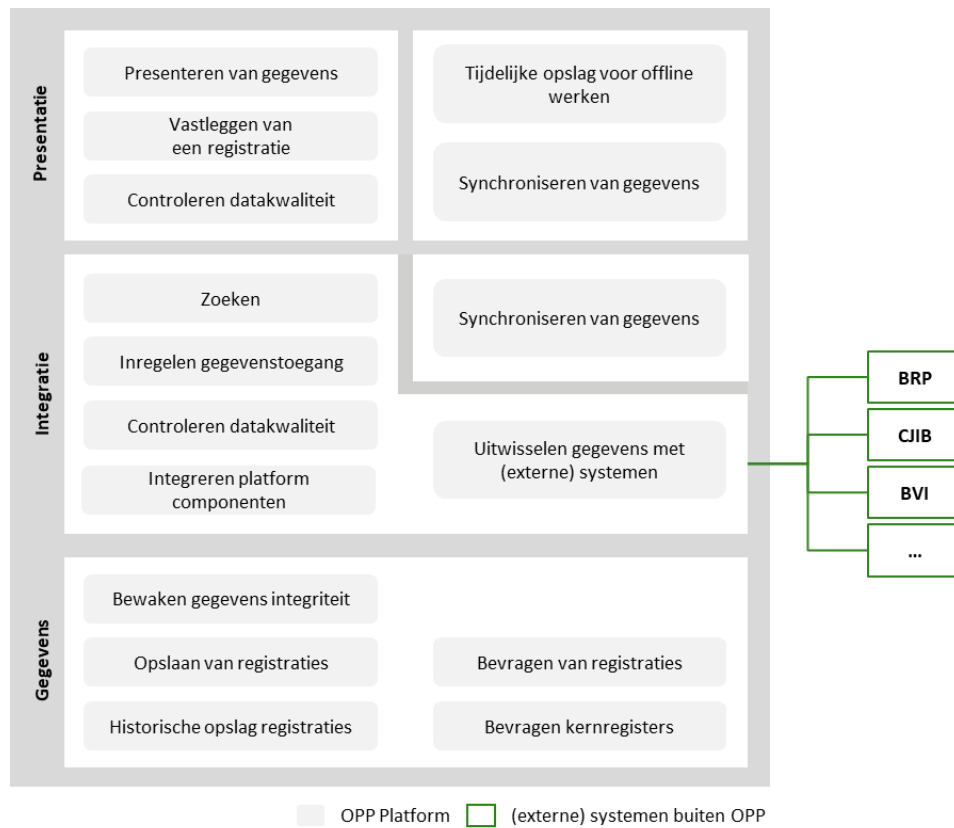 Presentatie
Presenteren van gegevens
Vastleggen van
een registratie
Controleren datakwaliteit
Tijdelijke opslag voor offline
werken
Synchroniseren van gegevens
Integratie
Zoeken
Inregelen gegevenstoegang
Controleren datakwaliteit
Integreren platform
componenten
Synchroniseren van gegevens
Uitwisselen gegevens met
(externe) systemen
BRP
CJIB
BVI
...
Gegevens
Bewaken gegevens integriteit
Opslaan van registraties
Historische opslag registraties
Bevragen van registraties
Bevragen kernregisters
OPP Platform
(externe) systemen buiten OPP